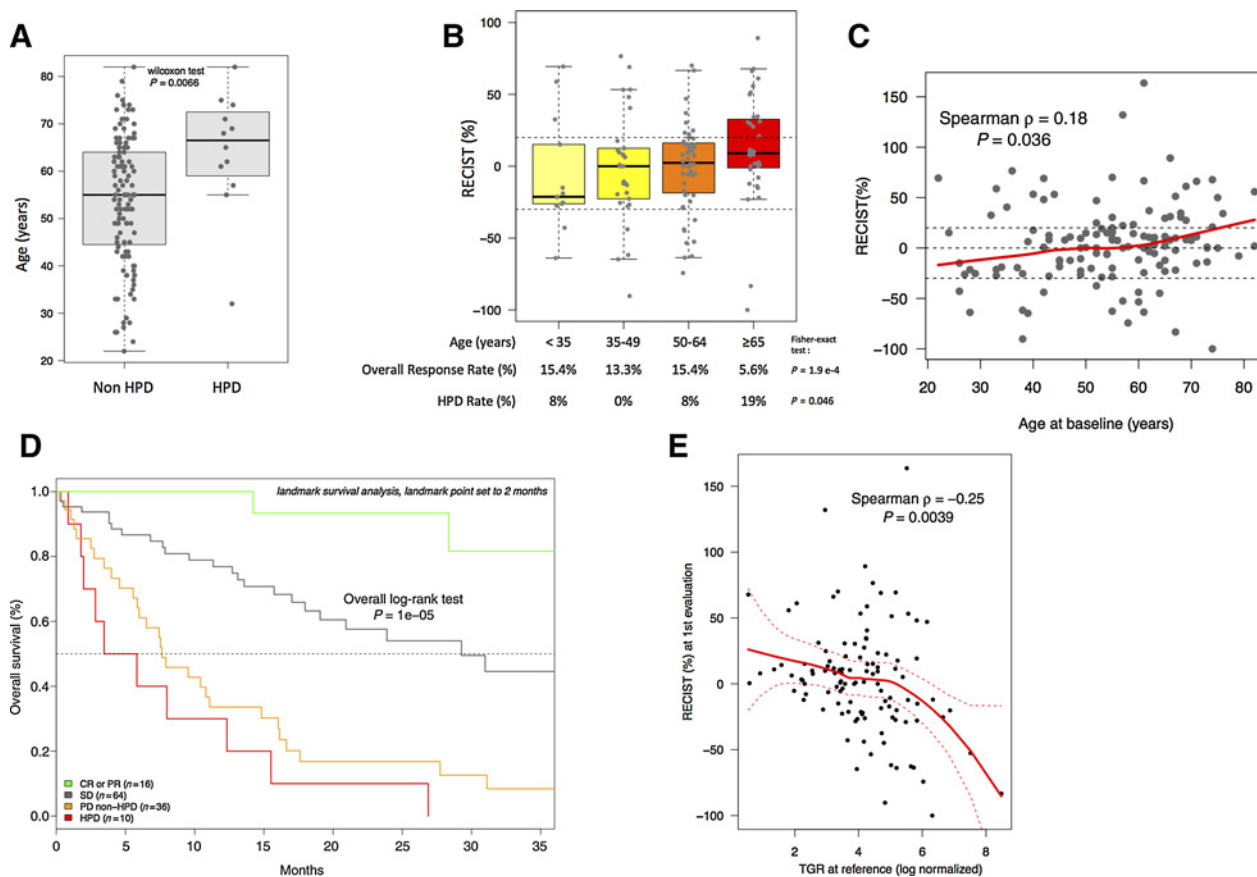 A
wilcoxon test
P = 0.0066
80
70
60
50
40
30
20
Age (years)
Non HPD
HPD
B
100
50
0
−50
−100
RECIST (%)
Age (years) <35 35-49 50-64 ≥65 Fisher-exact test :
Overall Response Rate (%) 15.4% 13.3% 15.4% 5.6% P = 1.9 e-4
HPD Rate (%) 8% 0% 8% 19% P = 0.046
C
Spearman ρ = 0.18
P = 0.036
150
100
50
0
−50
−100
RECIST(%)
20 30 40 50 60 70 80
Age at baseline (years)
D
landmark survival analysis, landmark point set to 2 months
Overall log-rank test
P = 1e−05
1.0
0.8
0.6
0.4
0.2
0.0
Overall survival (%)
CR or PR (n=16)
SD (n=64)
PD non−HPD (n=36)
HPD (n=10)
0 5 10 15 20 25 30 35
Months
E
Spearman ρ = −0.25
P = 0.0039
150
100
50
0
−50
−100
RECIST (%) at 1st evaluation
2 4 6 8
TGR at reference (log normalized)